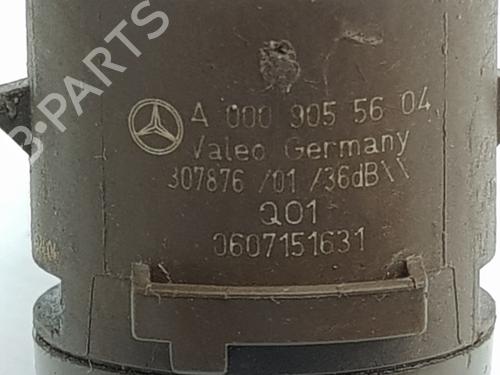 B-PARTS
A 000 905 56 04
Valeo Germany
307876 /01 /36dB\\
Q01
0607151631